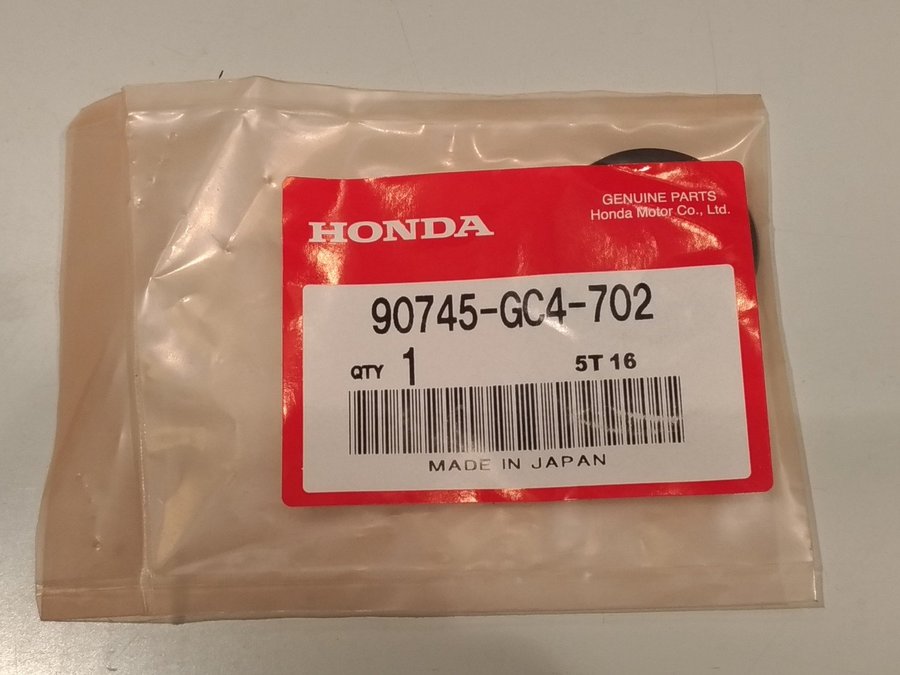 HONDA
GENUINE PARTS
Honda Motor Co., Ltd.
90745-GC4-702
QTY 1 5T 16
MADE IN JAPAN